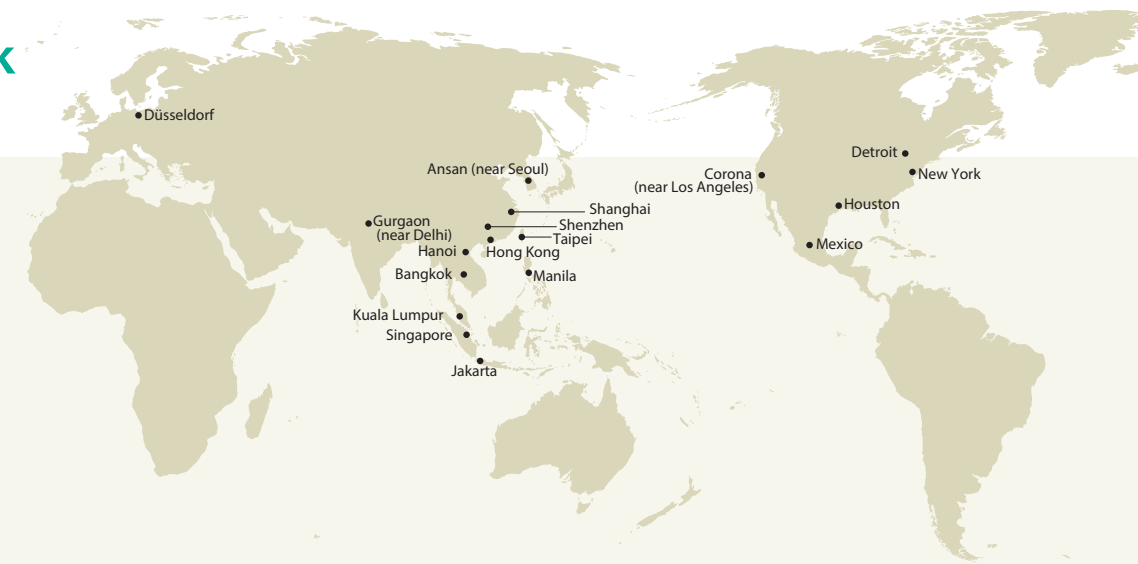 k
Düsseldorf
Ansan (near Seoul)
Shanghai
Shenzhen
Taipei
Hong Kong
Gurgaon
(near Delhi)
Hanoi
Bangkok
Manila
Kuala Lumpur
Singapore
Jakarta
Detroit
Corona
(near Los Angeles)
New York
Houston
Mexico